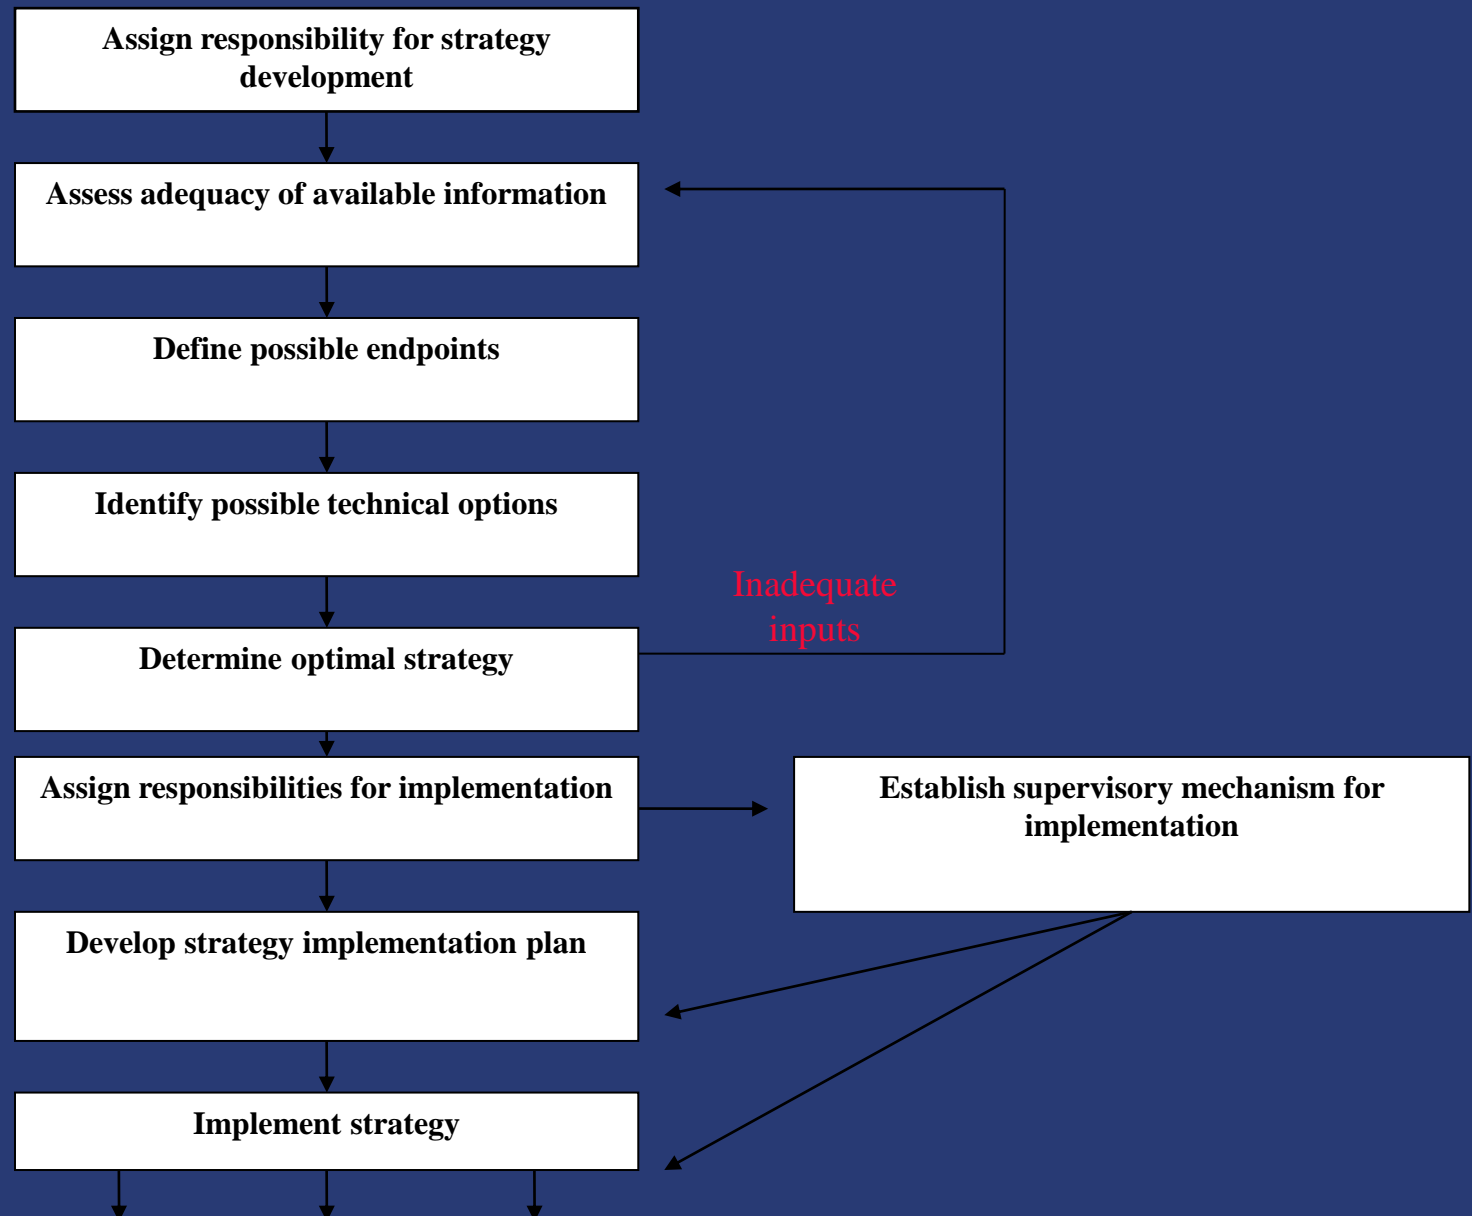 Assign responsibility for strategy
development
Assess adequacy of available information
Define possible endpoints
Identify possible technical options
Inadequate
inputs
Determine optimal strategy
Assign responsibilities for implementation
Establish supervisory mechanism for
implementation
Develop strategy implementation plan
Implement strategy